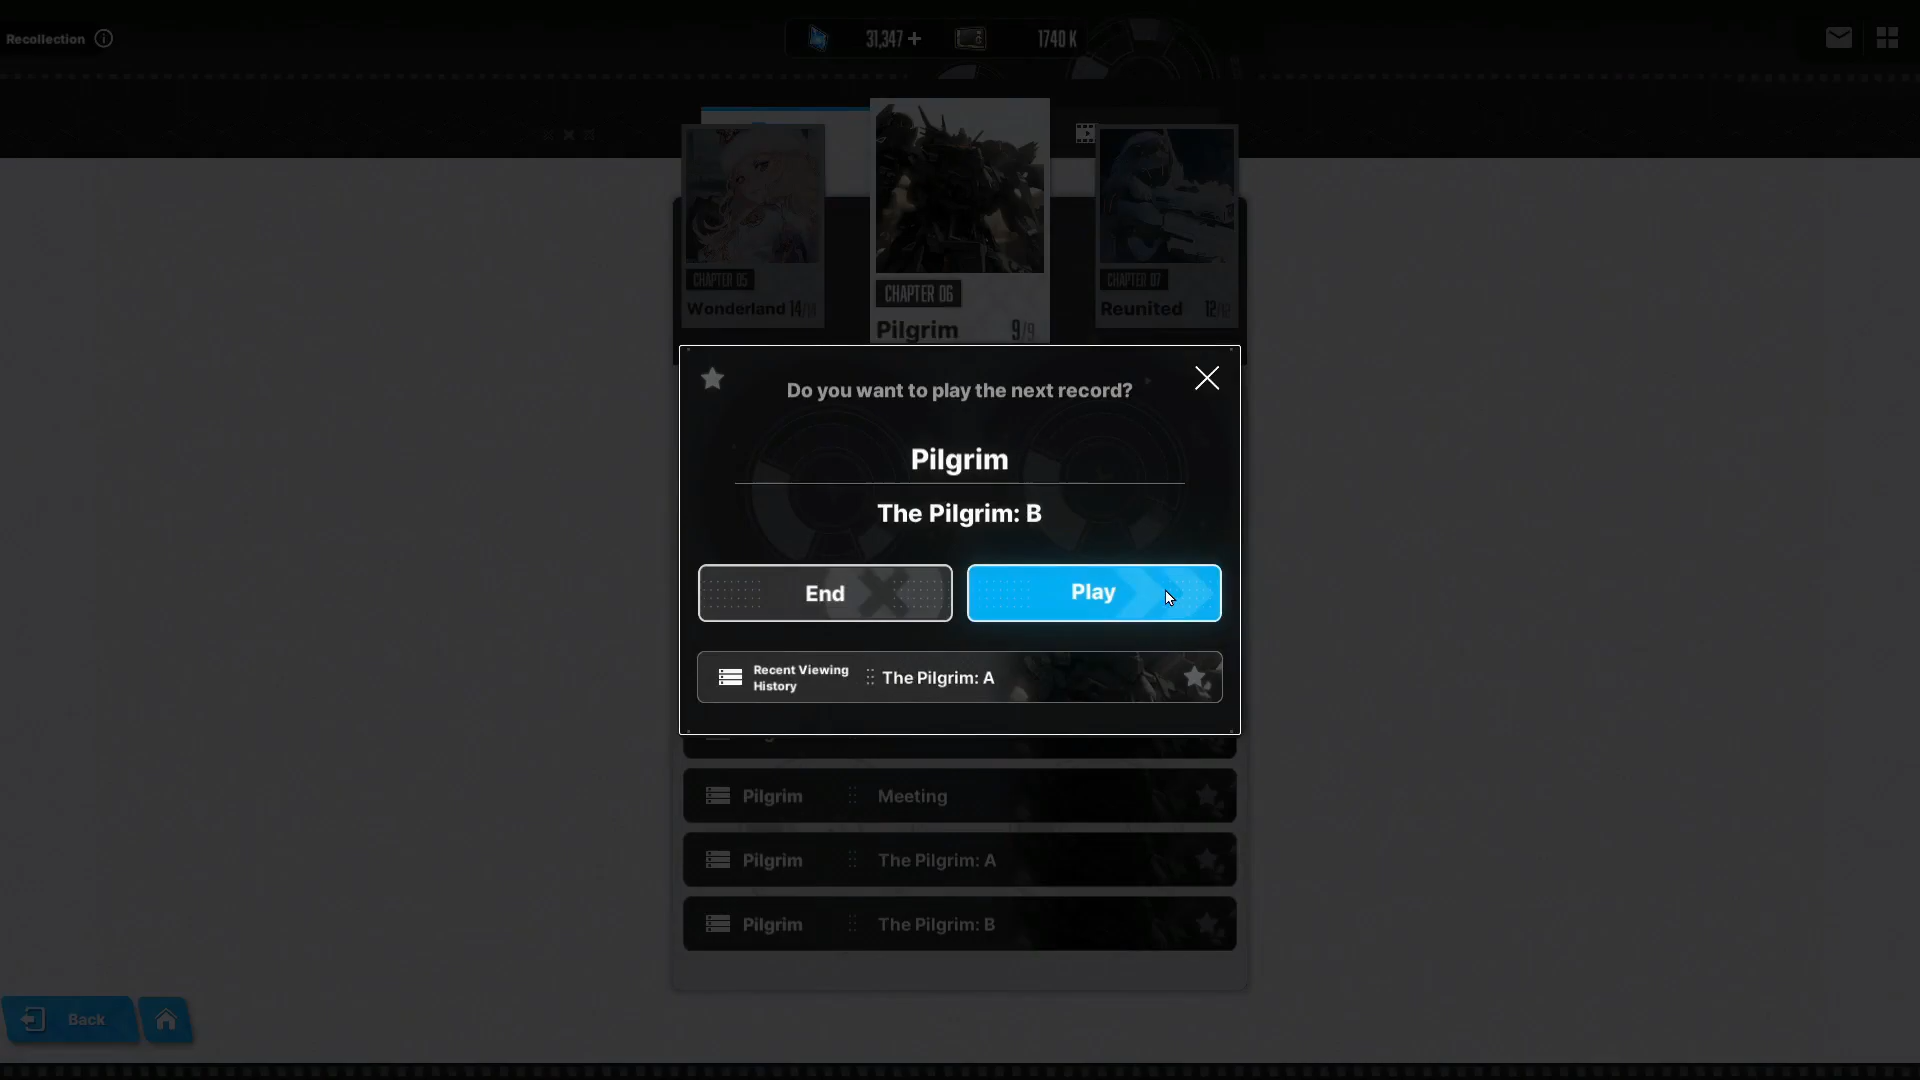 Recollection
31,347
1740 K
CHAPTER 05
Wonderland
CHAPTER 06
Pilgrim 9/9
CHAPTER 07
Reunited
Do you want to play the next record?
Pilgrim
The Pilgrim: B
End
Play
Recent Viewing
History
The Pilgrim: A
Pilgrim Meeting
Pilgrim The Pilgrim: A
Pilgrim The Pilgrim: B
Back